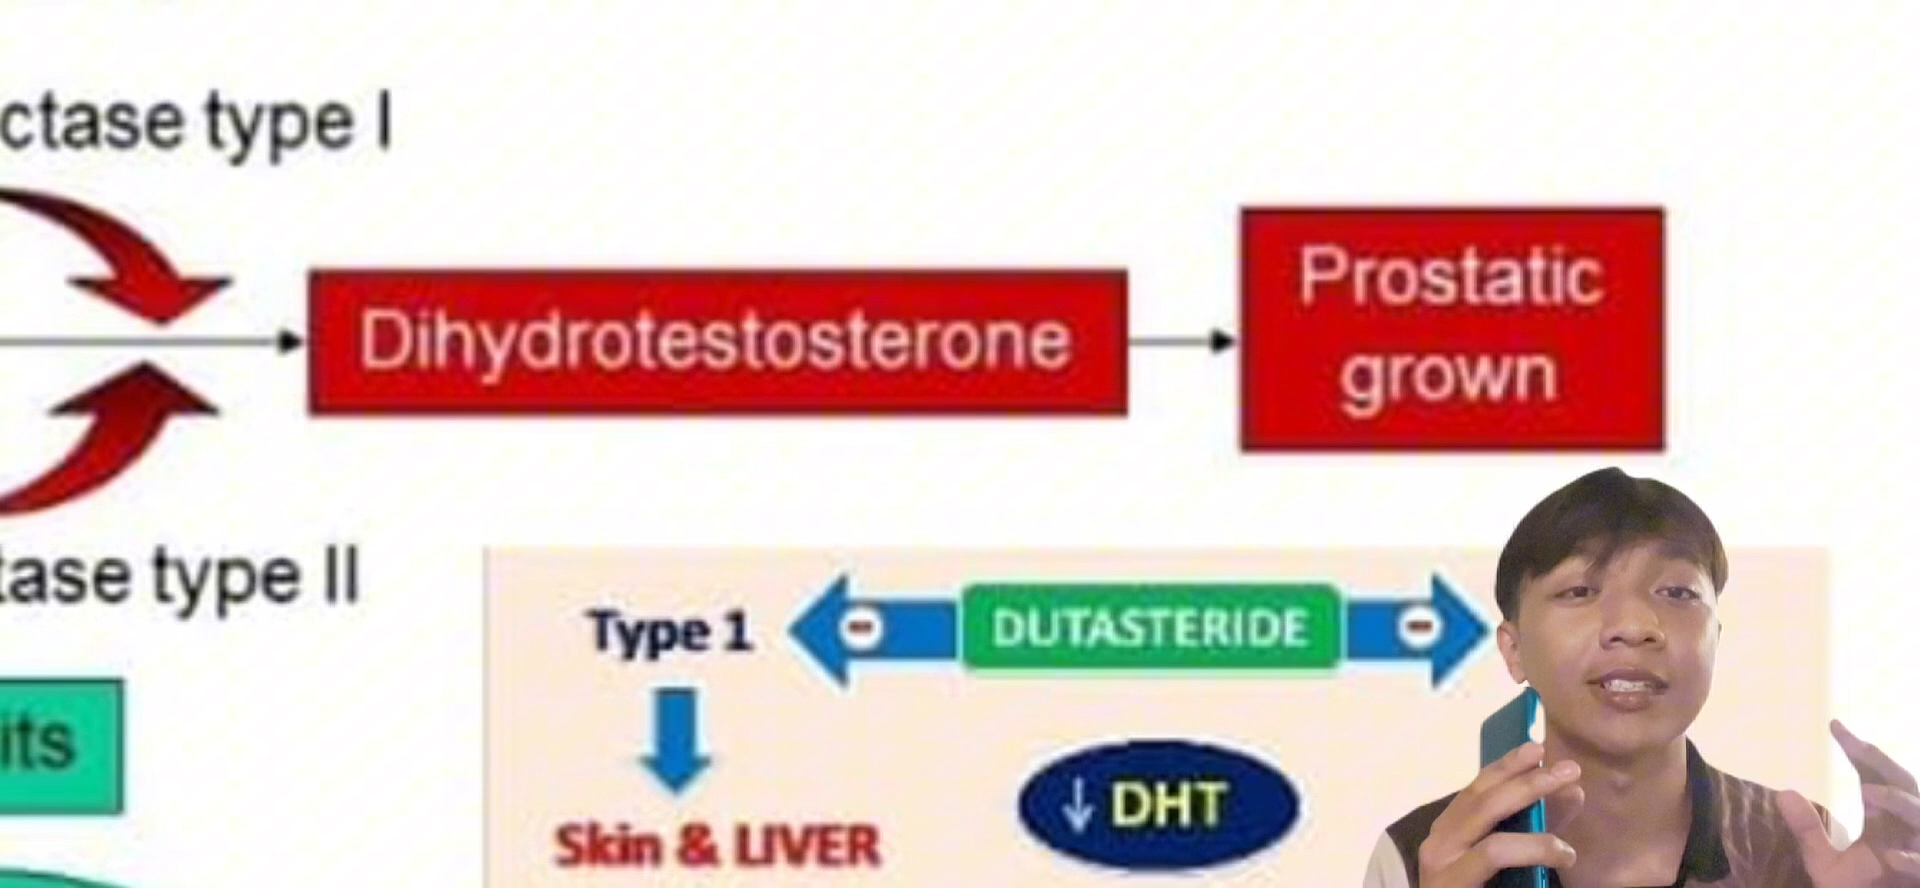 ctase type I
Dihydrotestosterone
Prostatic
grown
tase type II
Type 1
DUTASTERIDE
its
↓ DHT
Skin & LIVER